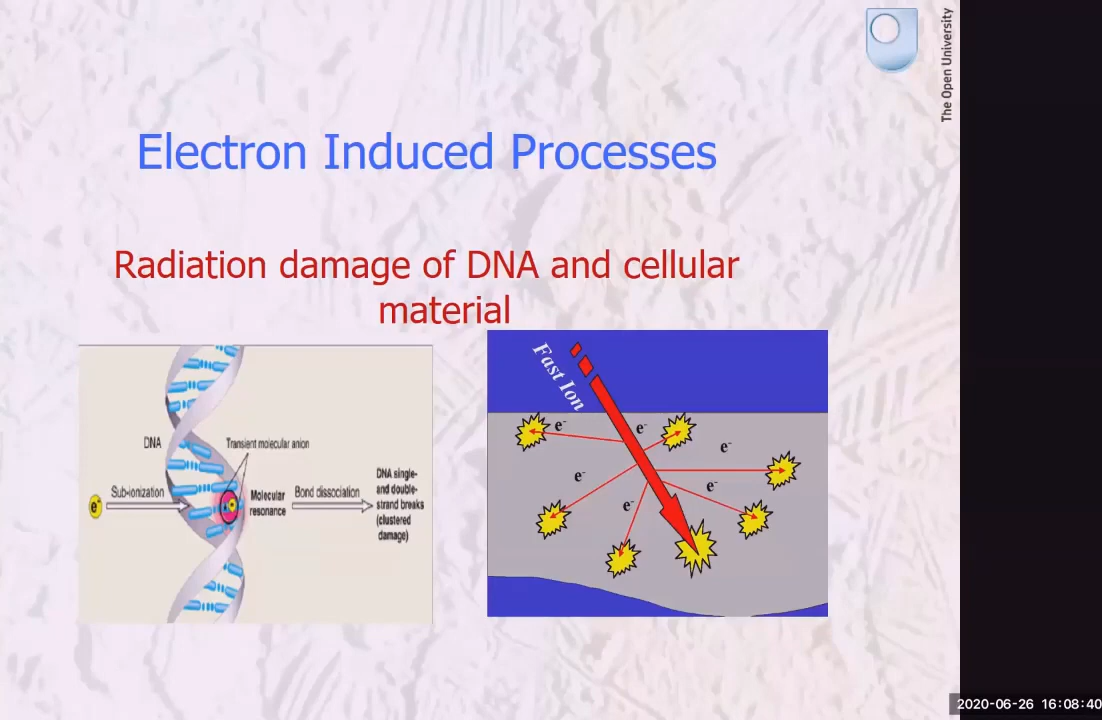 The Open University
Electron Induced Processes
Radiation damage of DNA and cellular
material
DNA
Transient molecular anion
e⁻
Sub-ionization
Molecular
resonance
Bond dissociation
DNA single-
and double-
strand breaks
(clustered
damage)
Fast Ion
e⁻
e⁻
e⁻
e⁻
e⁻
e⁻
2020-06-26 16:08:40